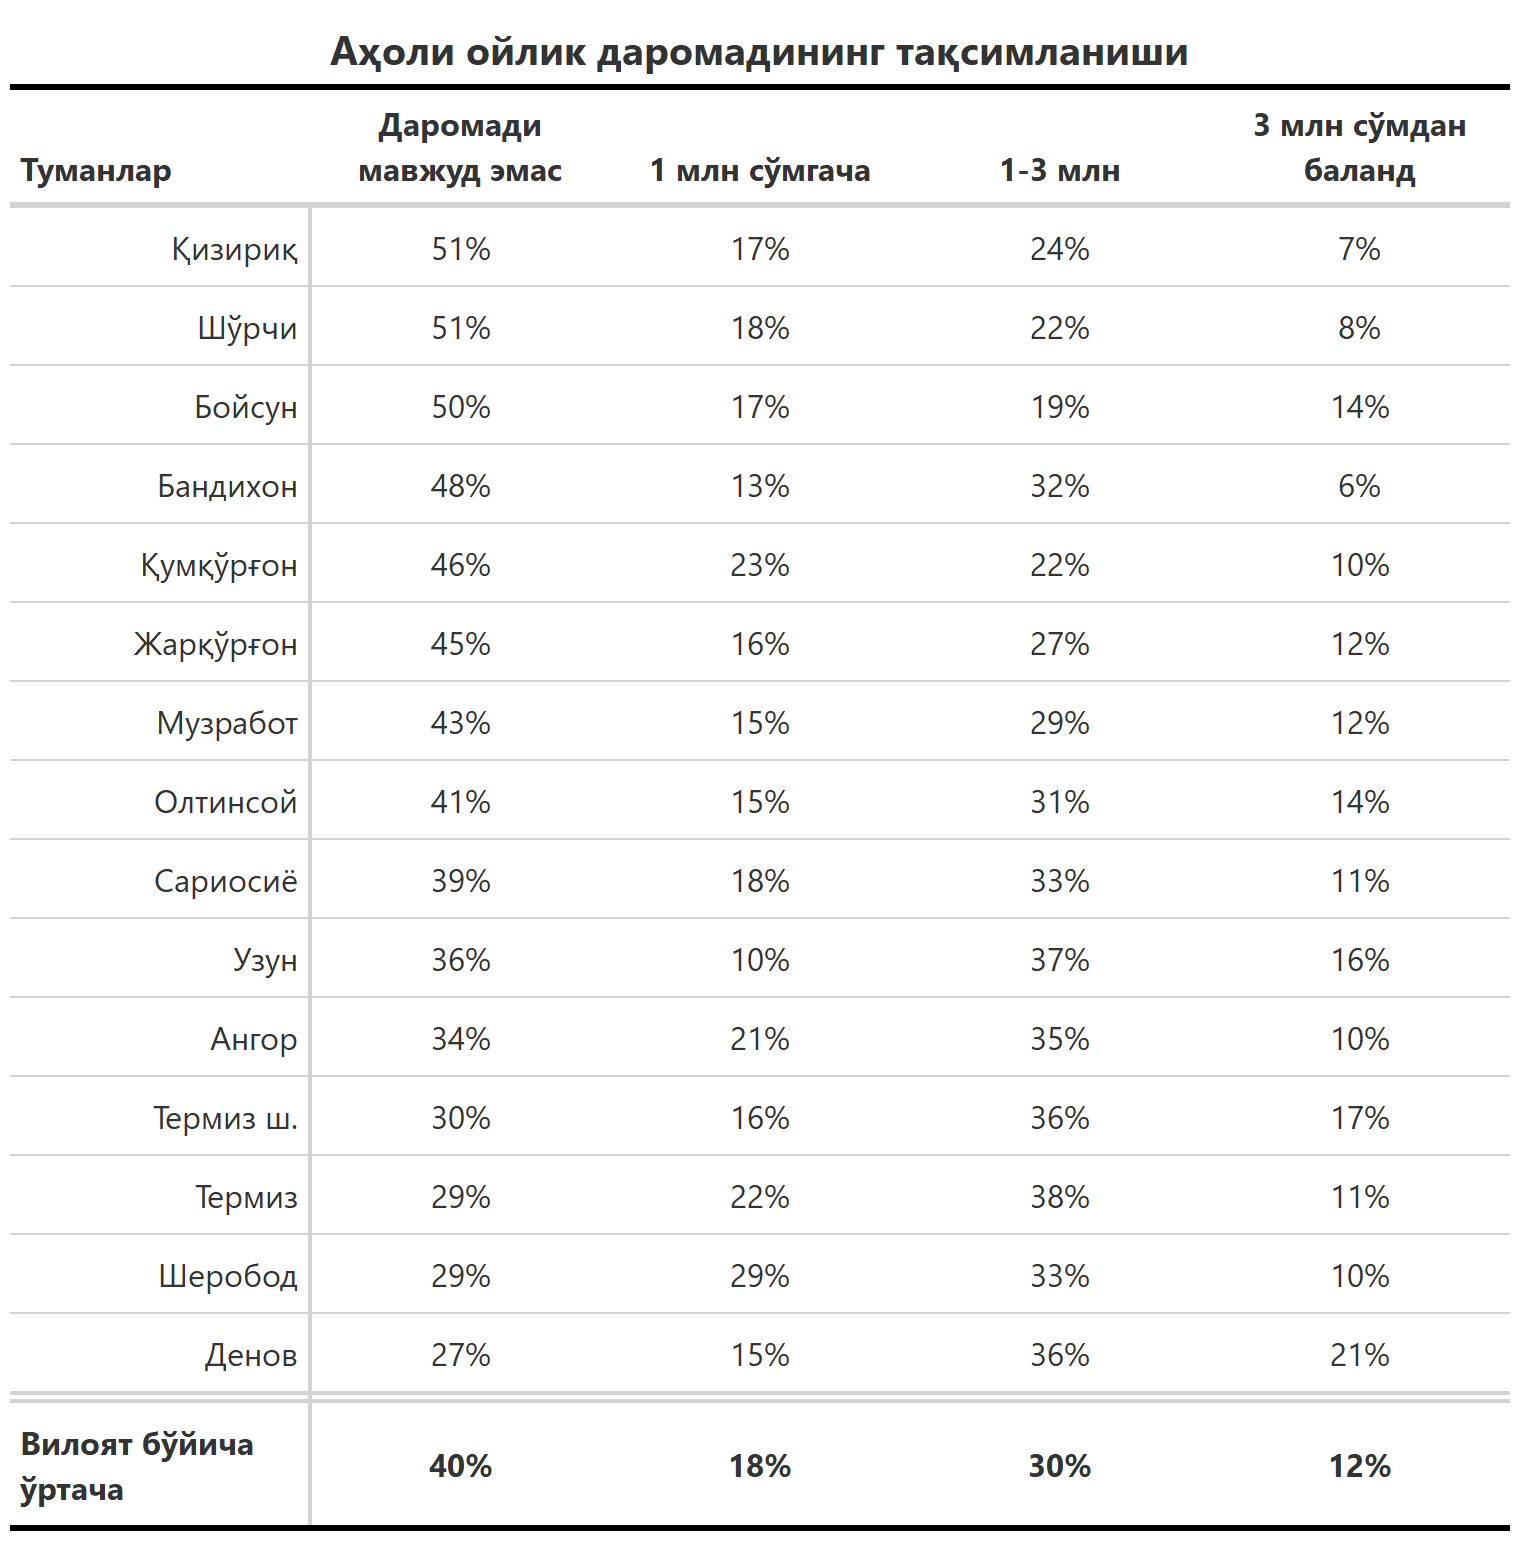 Аҳоли ойлик даромадининг тақсимланиши
Туманлар Даромади мавжуд эмас 1 млн сўмгача 1-3 млн 3 млн сўмдан баланд
Қизириқ 51% 17% 24% 7%
Шўрчи 51% 18% 22% 8%
Бойсун 50% 17% 19% 14%
Бандихон 48% 13% 32% 6%
Қумқўрғон 46% 23% 22% 10%
Жарқўрғон 45% 16% 27% 12%
Музработ 43% 15% 29% 12%
Олтинсой 41% 15% 31% 14%
Сариосиё 39% 18% 33% 11%
Узун 36% 10% 37% 16%
Ангор 34% 21% 35% 10%
Термиз ш. 30% 16% 36% 17%
Термиз 29% 22% 38% 11%
Шеробод 29% 29% 33% 10%
Денов 27% 15% 36% 21%
Вилоят бўйича ўртача 40% 18% 30% 12%